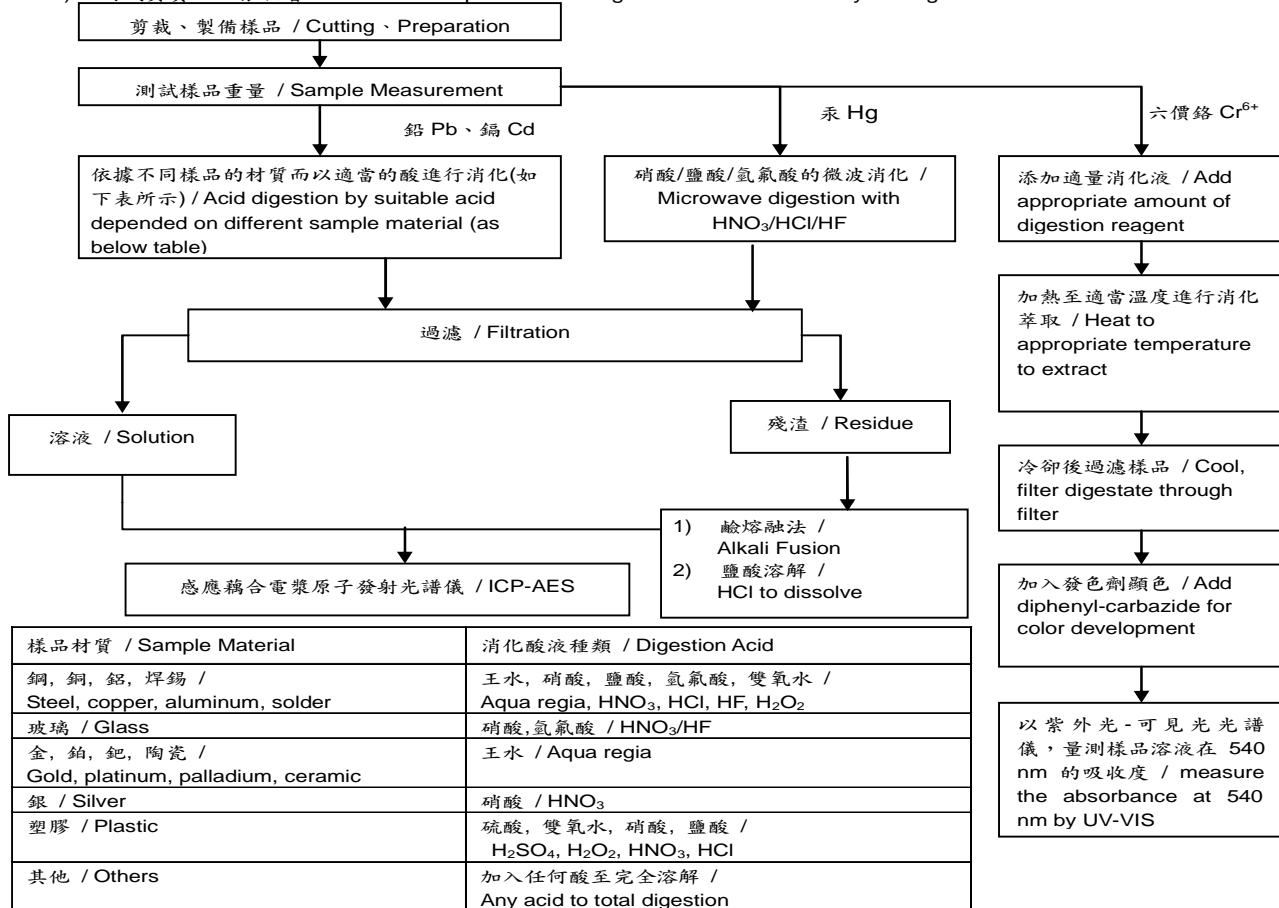 剪裁、製備樣品 / Cutting、Preparation
測試樣品重量 / Sample Measurement
鉛 Pb、鎘 Cd
汞 Hg
六價鉻 Cr⁶⁺
依據不同樣品的材質而以適當的酸進行消化(如
下表所示) / Acid digestion by suitable acid
depended on different sample material (as
below table)
硝酸/鹽酸/氫氟酸的微波消化 /
Microwave digestion with
HNO₃/HCl/HF
添加適量消化液 / Add
appropriate amount of
digestion reagent
過濾 / Filtration
加熱至適當溫度進行消化
萃取 / Heat to
appropriate temperature
to extract
溶液 / Solution
殘渣 / Residue
冷卻後過濾樣品 / Cool,
filter digestate through
filter
1) 鹼熔融法 /
Alkali Fusion
2) 鹽酸溶解 /
HCl to dissolve
感應藕合電漿原子發射光譜儀 / ICP-AES
加入發色劑顯色 / Add
diphenyl-carbazide for
color development
以紫外光-可見光光譜
儀，量測樣品溶液在 540
nm 的吸收度 / measure
the absorbance at 540
nm by UV-VIS
樣品材質 / Sample Material
消化酸液種類 / Digestion Acid
鋼, 銅, 鋁, 焊錫 /
Steel, copper, aluminum, solder
王水, 硝酸, 鹽酸, 氫氟酸, 雙氧水 /
Aqua regia, HNO₃, HCl, HF, H₂O₂
玻璃 / Glass
硝酸,氫氟酸 / HNO₃/HF
金, 鉑, 鈀, 陶瓷 /
Gold, platinum, palladium, ceramic
王水 / Aqua regia
銀 / Silver
硝酸 / HNO₃
塑膠 / Plastic
硫酸, 雙氧水, 硝酸, 鹽酸 /
H₂SO₄, H₂O₂, HNO₃, HCl
其他 / Others
加入任何酸至完全溶解 /
Any acid to total digestion